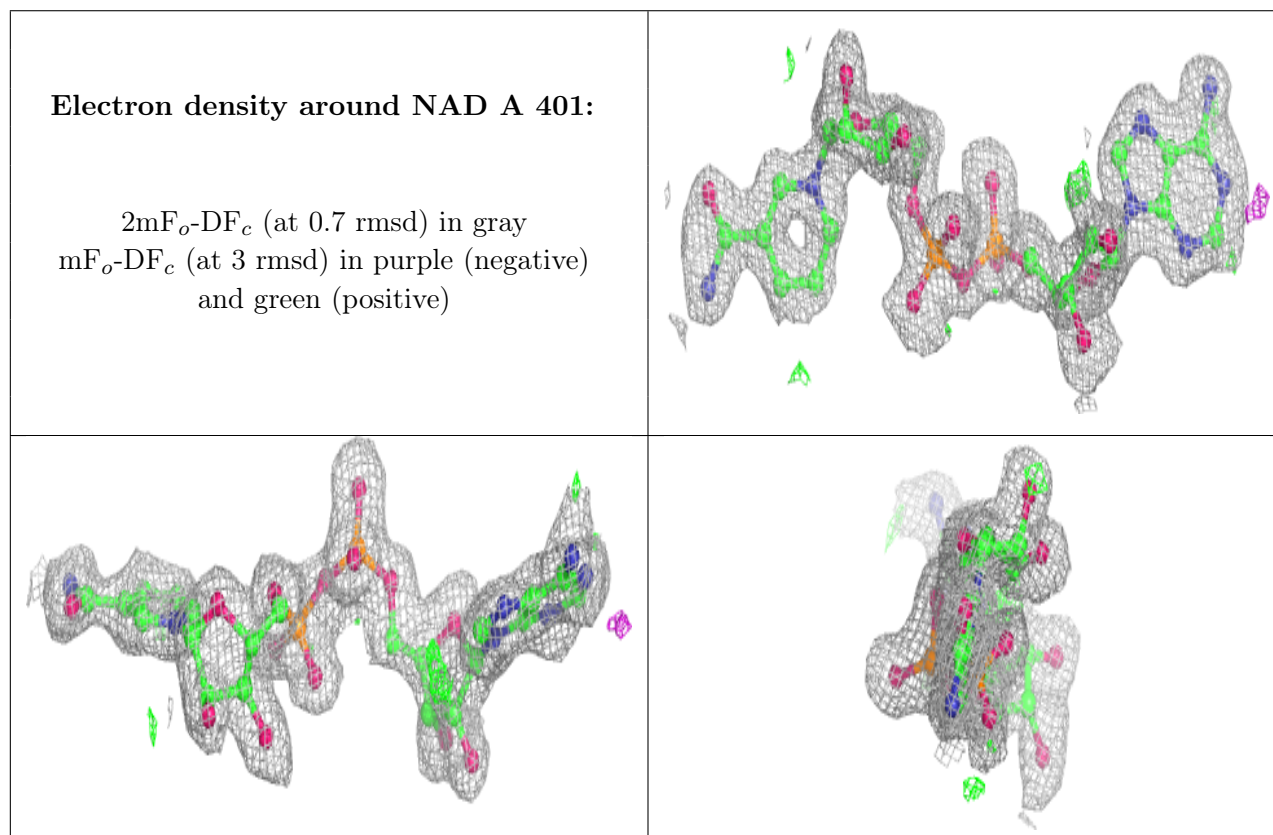 Electron density around NAD A 401:
2mFo-DFc (at 0.7 rmsd) in gray
mFo-DFc (at 3 rmsd) in purple (negative)
and green (positive)